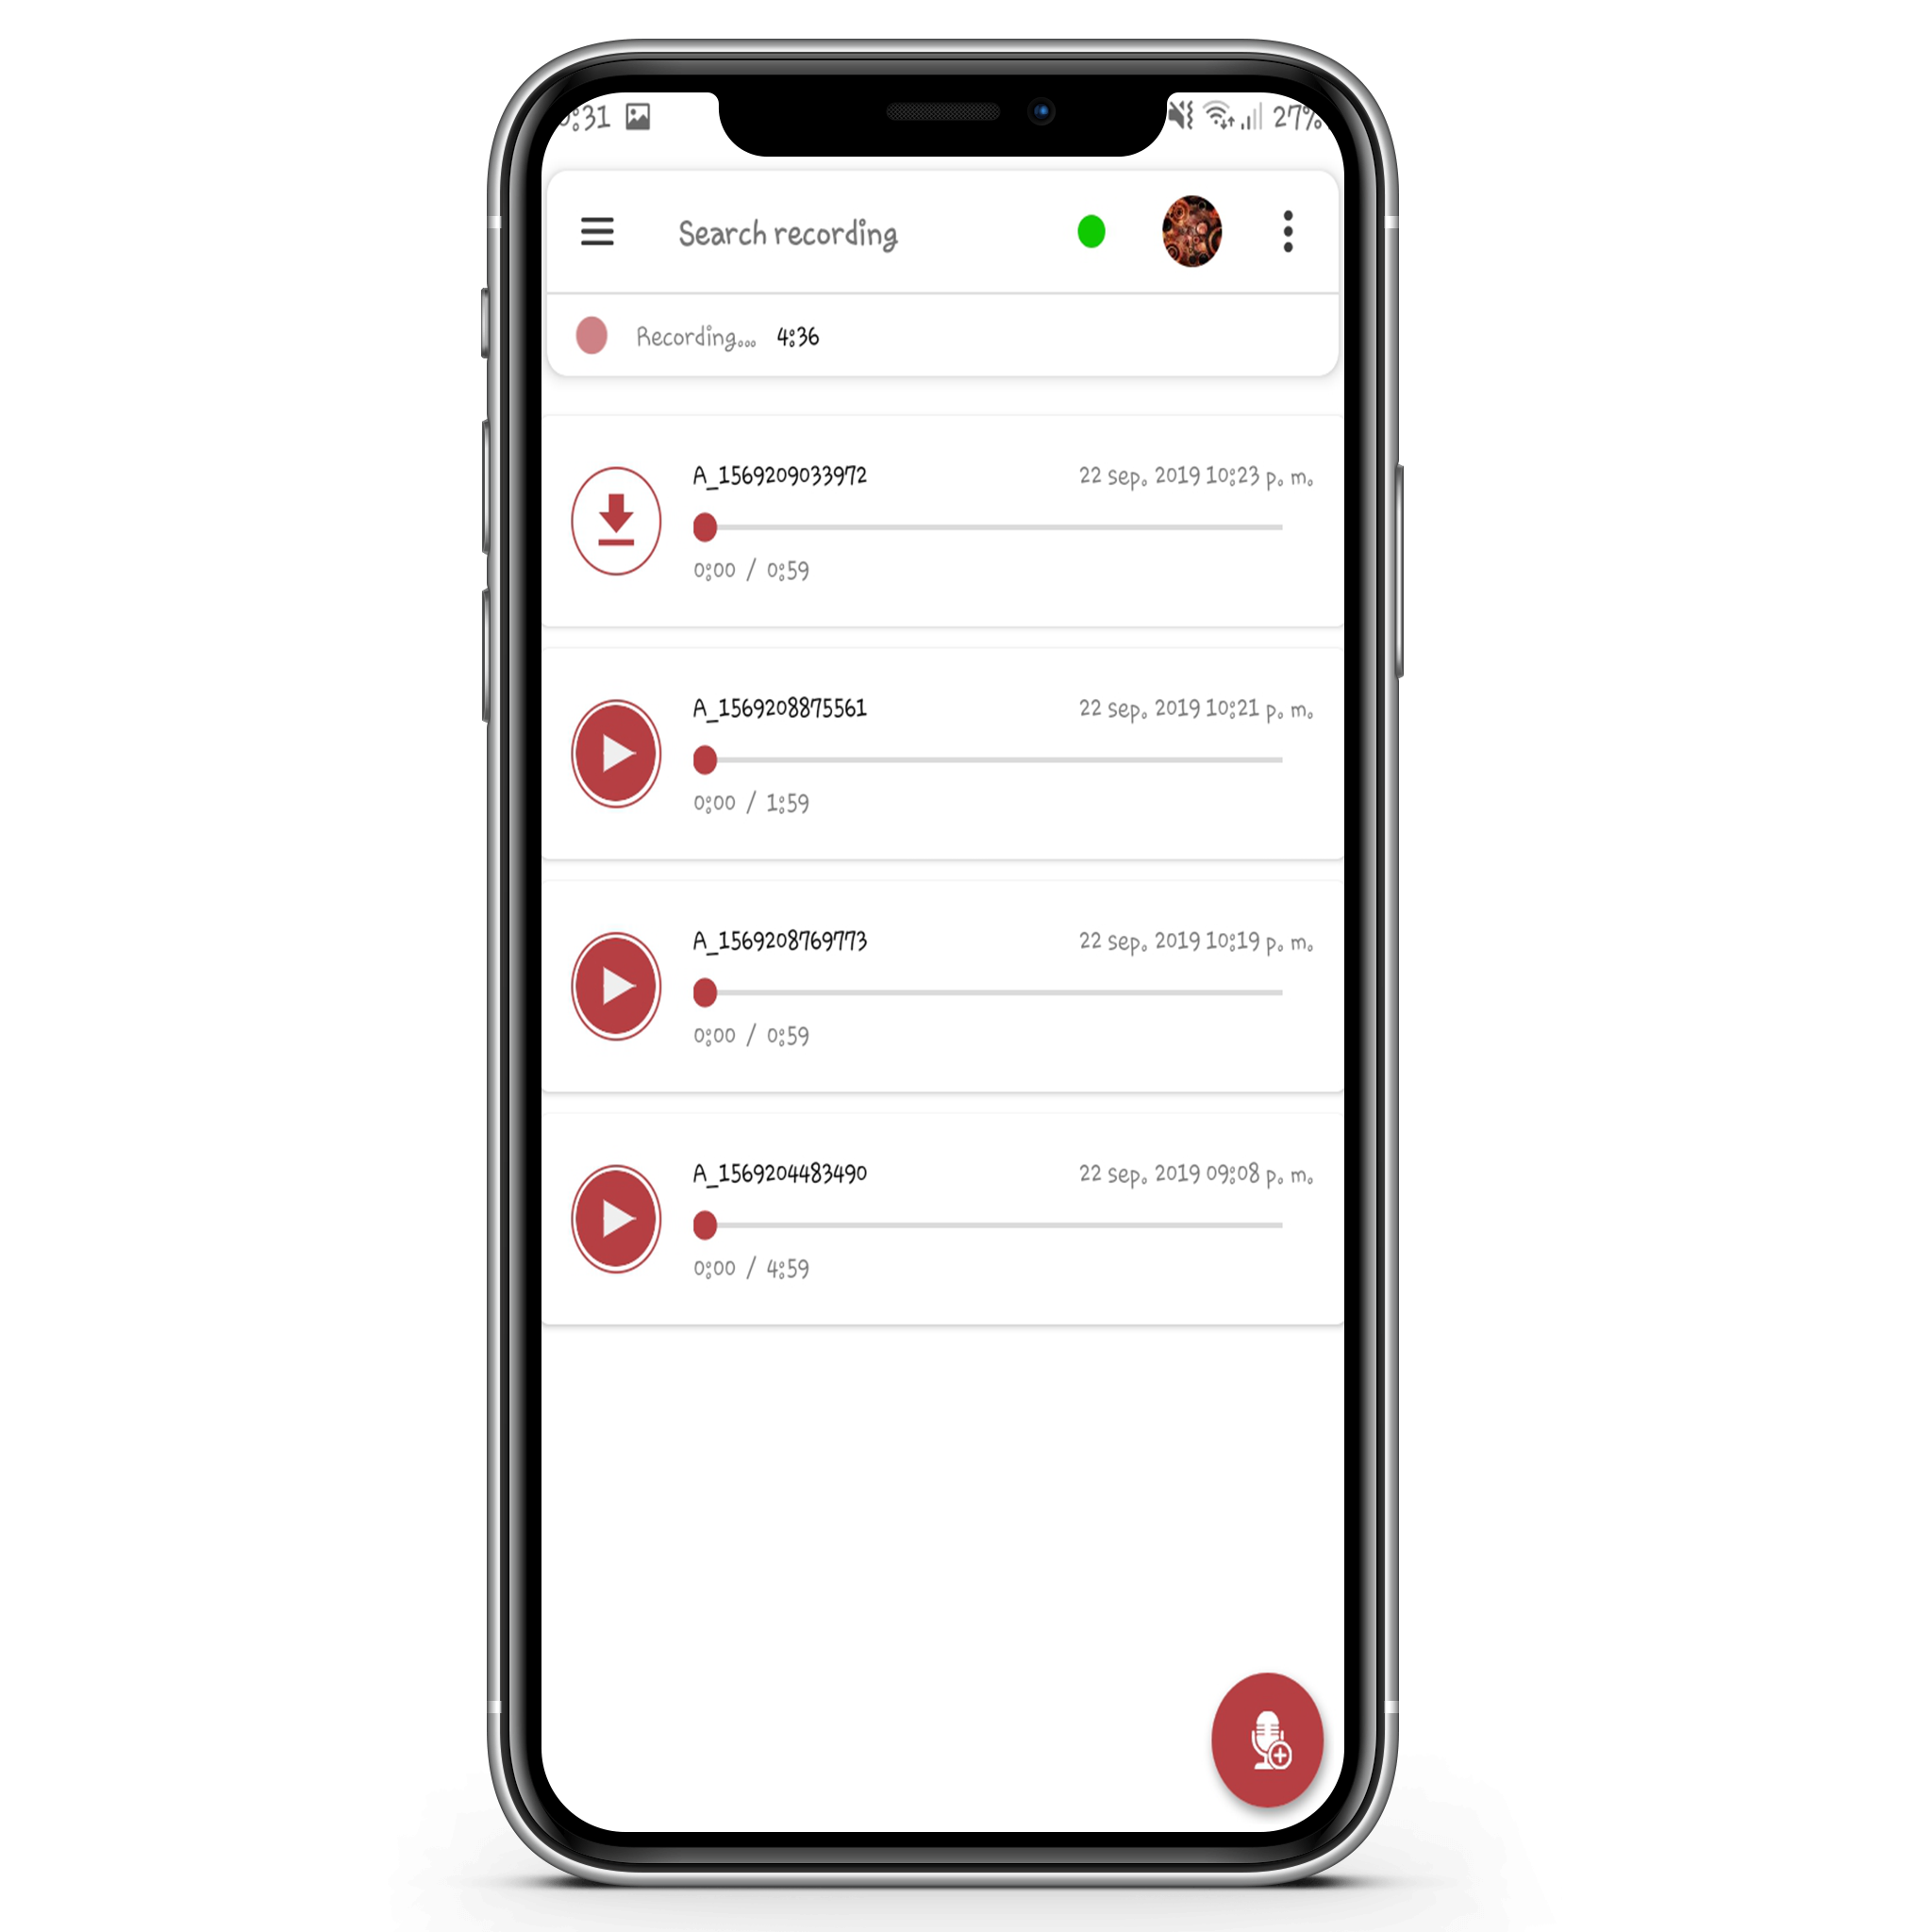 :31 27%
Search recording
Recording... 4:36
A_1569209033972 22 sep. 2019 10:23 p. m.
0:00 / 0:59
A_1569208875561 22 sep. 2019 10:21 p. m.
0:00 / 1:59
A_1569208769773 22 sep. 2019 10:19 p. m.
0:00 / 0:59
A_1569204483490 22 sep. 2019 09:08 p. m.
0:00 / 4:59